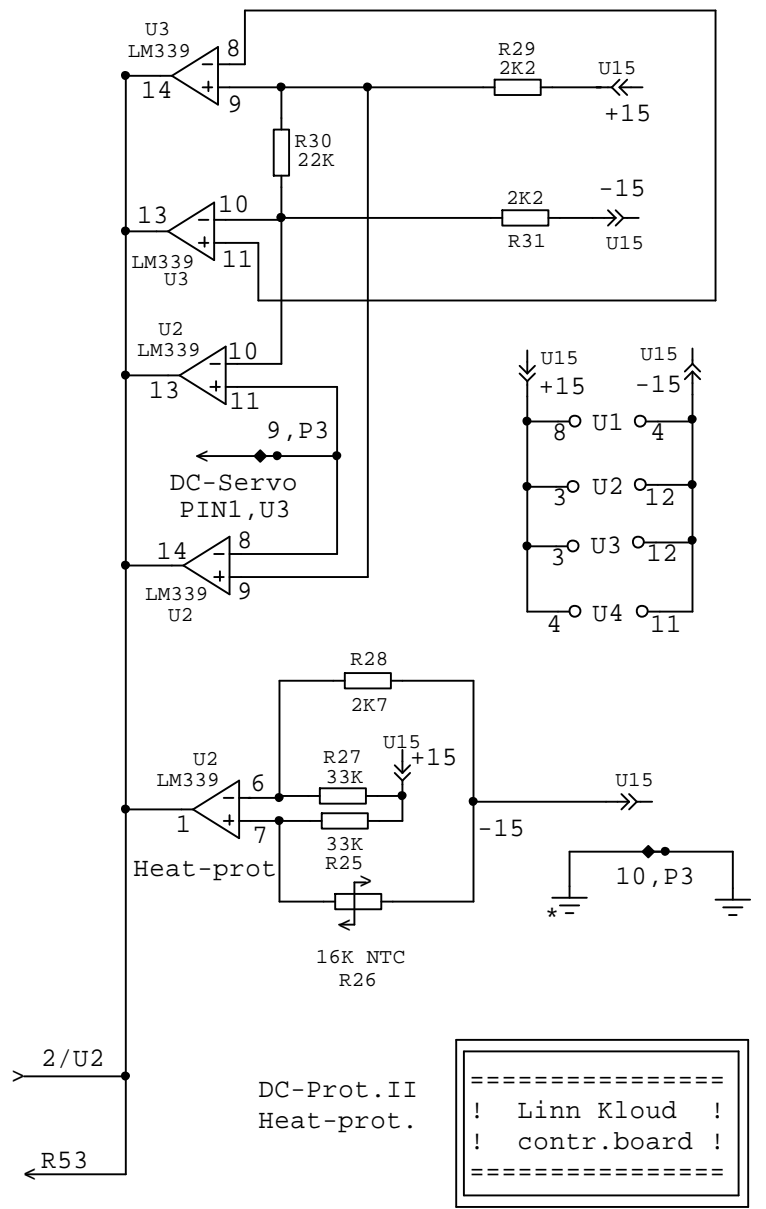 U3
LM339
8
-
+
14
9
R29
2K2
U15
+15
R30
22K
13
10
-
+
11
LM339
U3
2K2
R31
-15
U15
U2
LM339
10
-
+
13
11
9,P3
DC-Servo
PIN1,U3
14
8
-
+
9
LM339
U2
U15
+15
U15
-15
8 U1 4
3 U2 12
3 U3 12
4 U4 11
R28
2K7
U2
LM339
6
-
+
1
7
Heat-prot
R27
33K
U15
+15
33K
R25
-15
U15
16K NTC
R26
10,P3
*
2/U2
R53
DC-Prot.II
Heat-prot.
================
! Linn Kloud !
! contr.board !
================